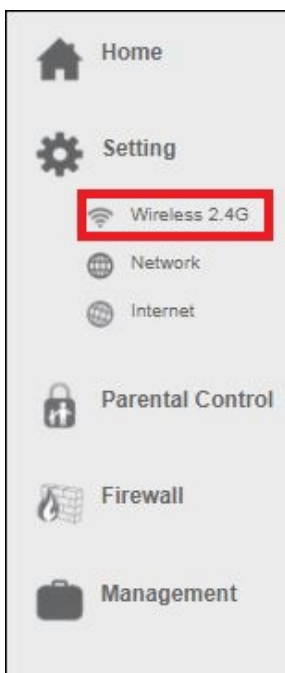 Home
Setting
Wireless 2.4G
Network
Internet
Parental Control
Firewall
Management